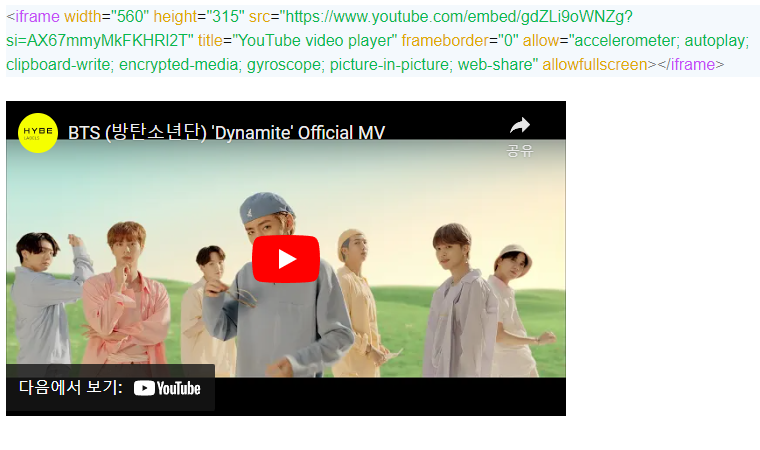 <iframe width="560" height="315" src="https://www.youtube.com/embed/gdZLi9oWNZg?
si=AX67mmyMkFKHRl2T" title="YouTube video player" frameborder="0" allow="accelerometer; autoplay;
clipboard-write; encrypted-media; gyroscope; picture-in-picture; web-share" allowfullscreen></iframe>
HYBE
LABELS
BTS (방탄소년단) 'Dynamite' Official MV
공유
다음에서 보기: YouTube